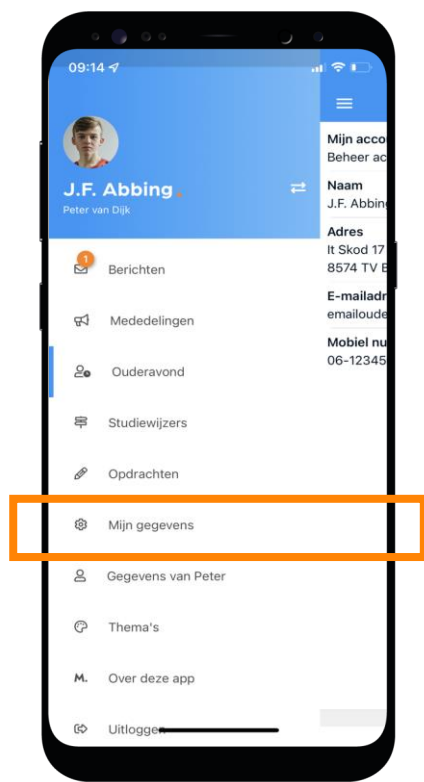 09:14
J.F. Abbing.
Peter van Dijk
1
Berichten
Mededelingen
Ouderavond
Studiewijzers
Opdrachten
Mijn gegevens
Gegevens van Peter
Thema's
M. Over deze app
Uitloggen
Mijn acco
Beheer ac
Naam
J.F. Abbing
Adres
It Skod 17
8574 TV
E-mailadr
emailoude
Mobiel nu
06-12345